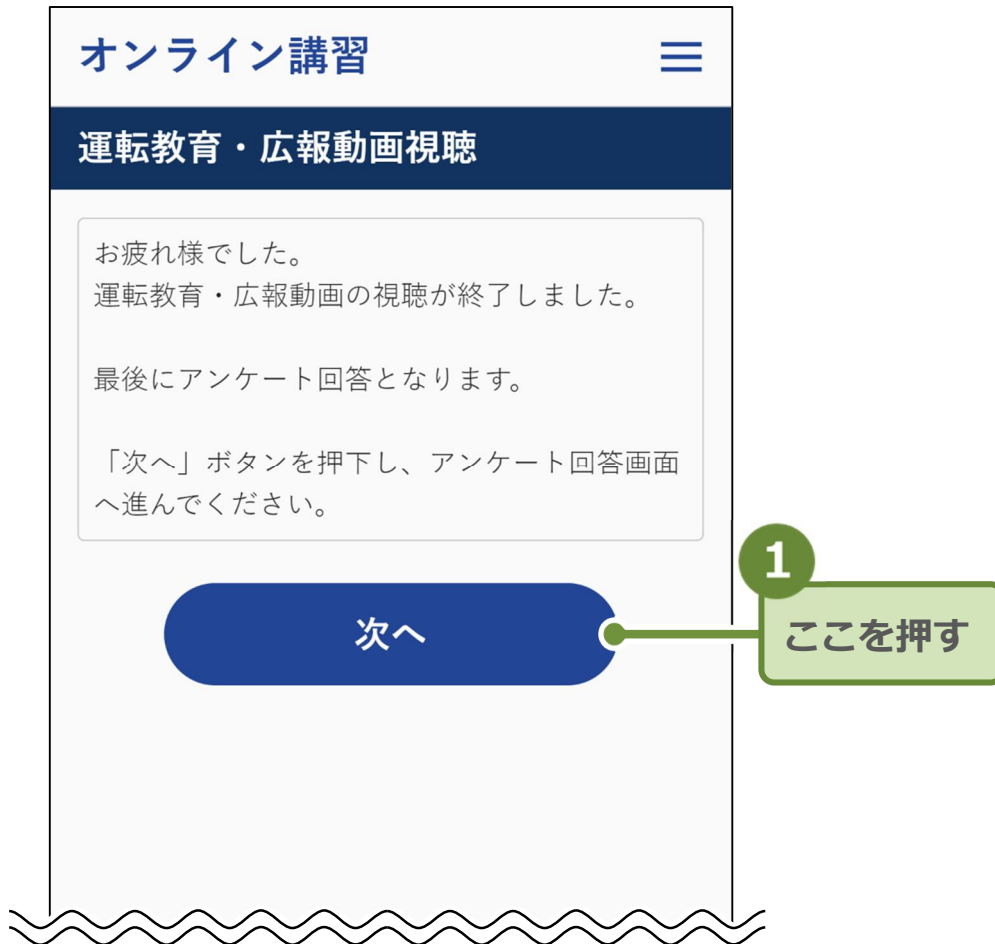 オンライン講習
運転教育・広報動画視聴
お疲れ様でした。
運転教育・広報動画の視聴が終了しました。
最後にアンケート回答となります。
「次へ」ボタンを押下し、アンケート回答画面
へ進んでください。
1
次へ
ここを押す